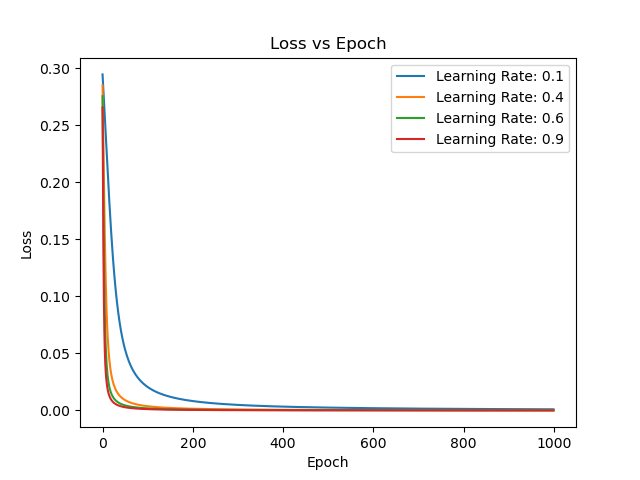 Loss vs Epoch
Learning Rate: 0.1
Learning Rate: 0.4
Learning Rate: 0.6
Learning Rate: 0.9
0.30
0.25
0.20
0.15
0.10
0.05
0.00
Loss
0 200 400 600 800 1000
Epoch